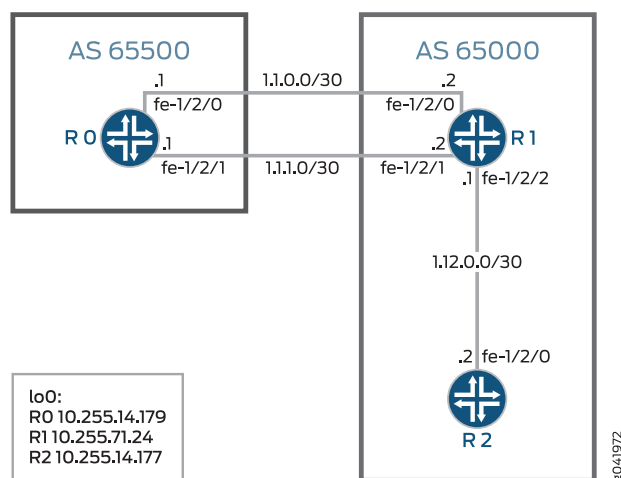 AS 65500
AS 65000
.1
1.1.0.0/30
.2
fe-1/2/0
fe-1/2/0
R 0
R 1
.1
.2
fe-1/2/1
1.1.1.0/30
fe-1/2/1
.1 fe-1/2/2
1.12.0.0/30
.2 fe-1/2/0
R 2
lo0:
R0 10.255.14.179
R1 10.255.71.24
R2 10.255.14.177
g041972